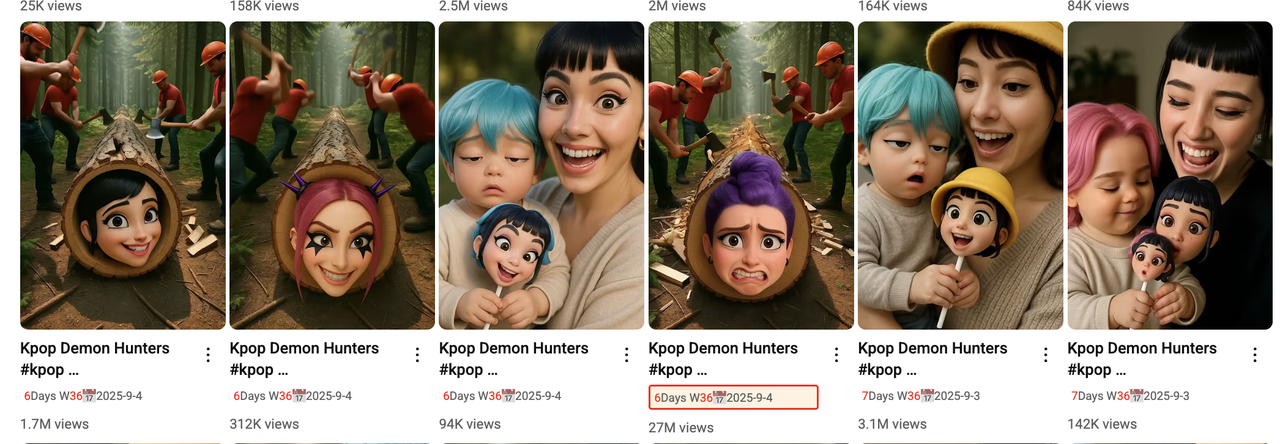 25K views
158K views
2.5M views
2M views
164K views
84K views
Kpop Demon Hunters
#kpop ...
6Days W36📅2025-9-4
1.7M views
Kpop Demon Hunters
#kpop ...
6Days W36📅2025-9-4
312K views
Kpop Demon Hunters
#kpop ...
6Days W36📅2025-9-4
94K views
Kpop Demon Hunters
#kpop ...
6Days W36📅2025-9-4
27M views
Kpop Demon Hunters
#kpop ...
7Days W36📅2025-9-3
3.1M views
Kpop Demon Hunters
#kpop ...
7Days W36📅2025-9-3
142K views